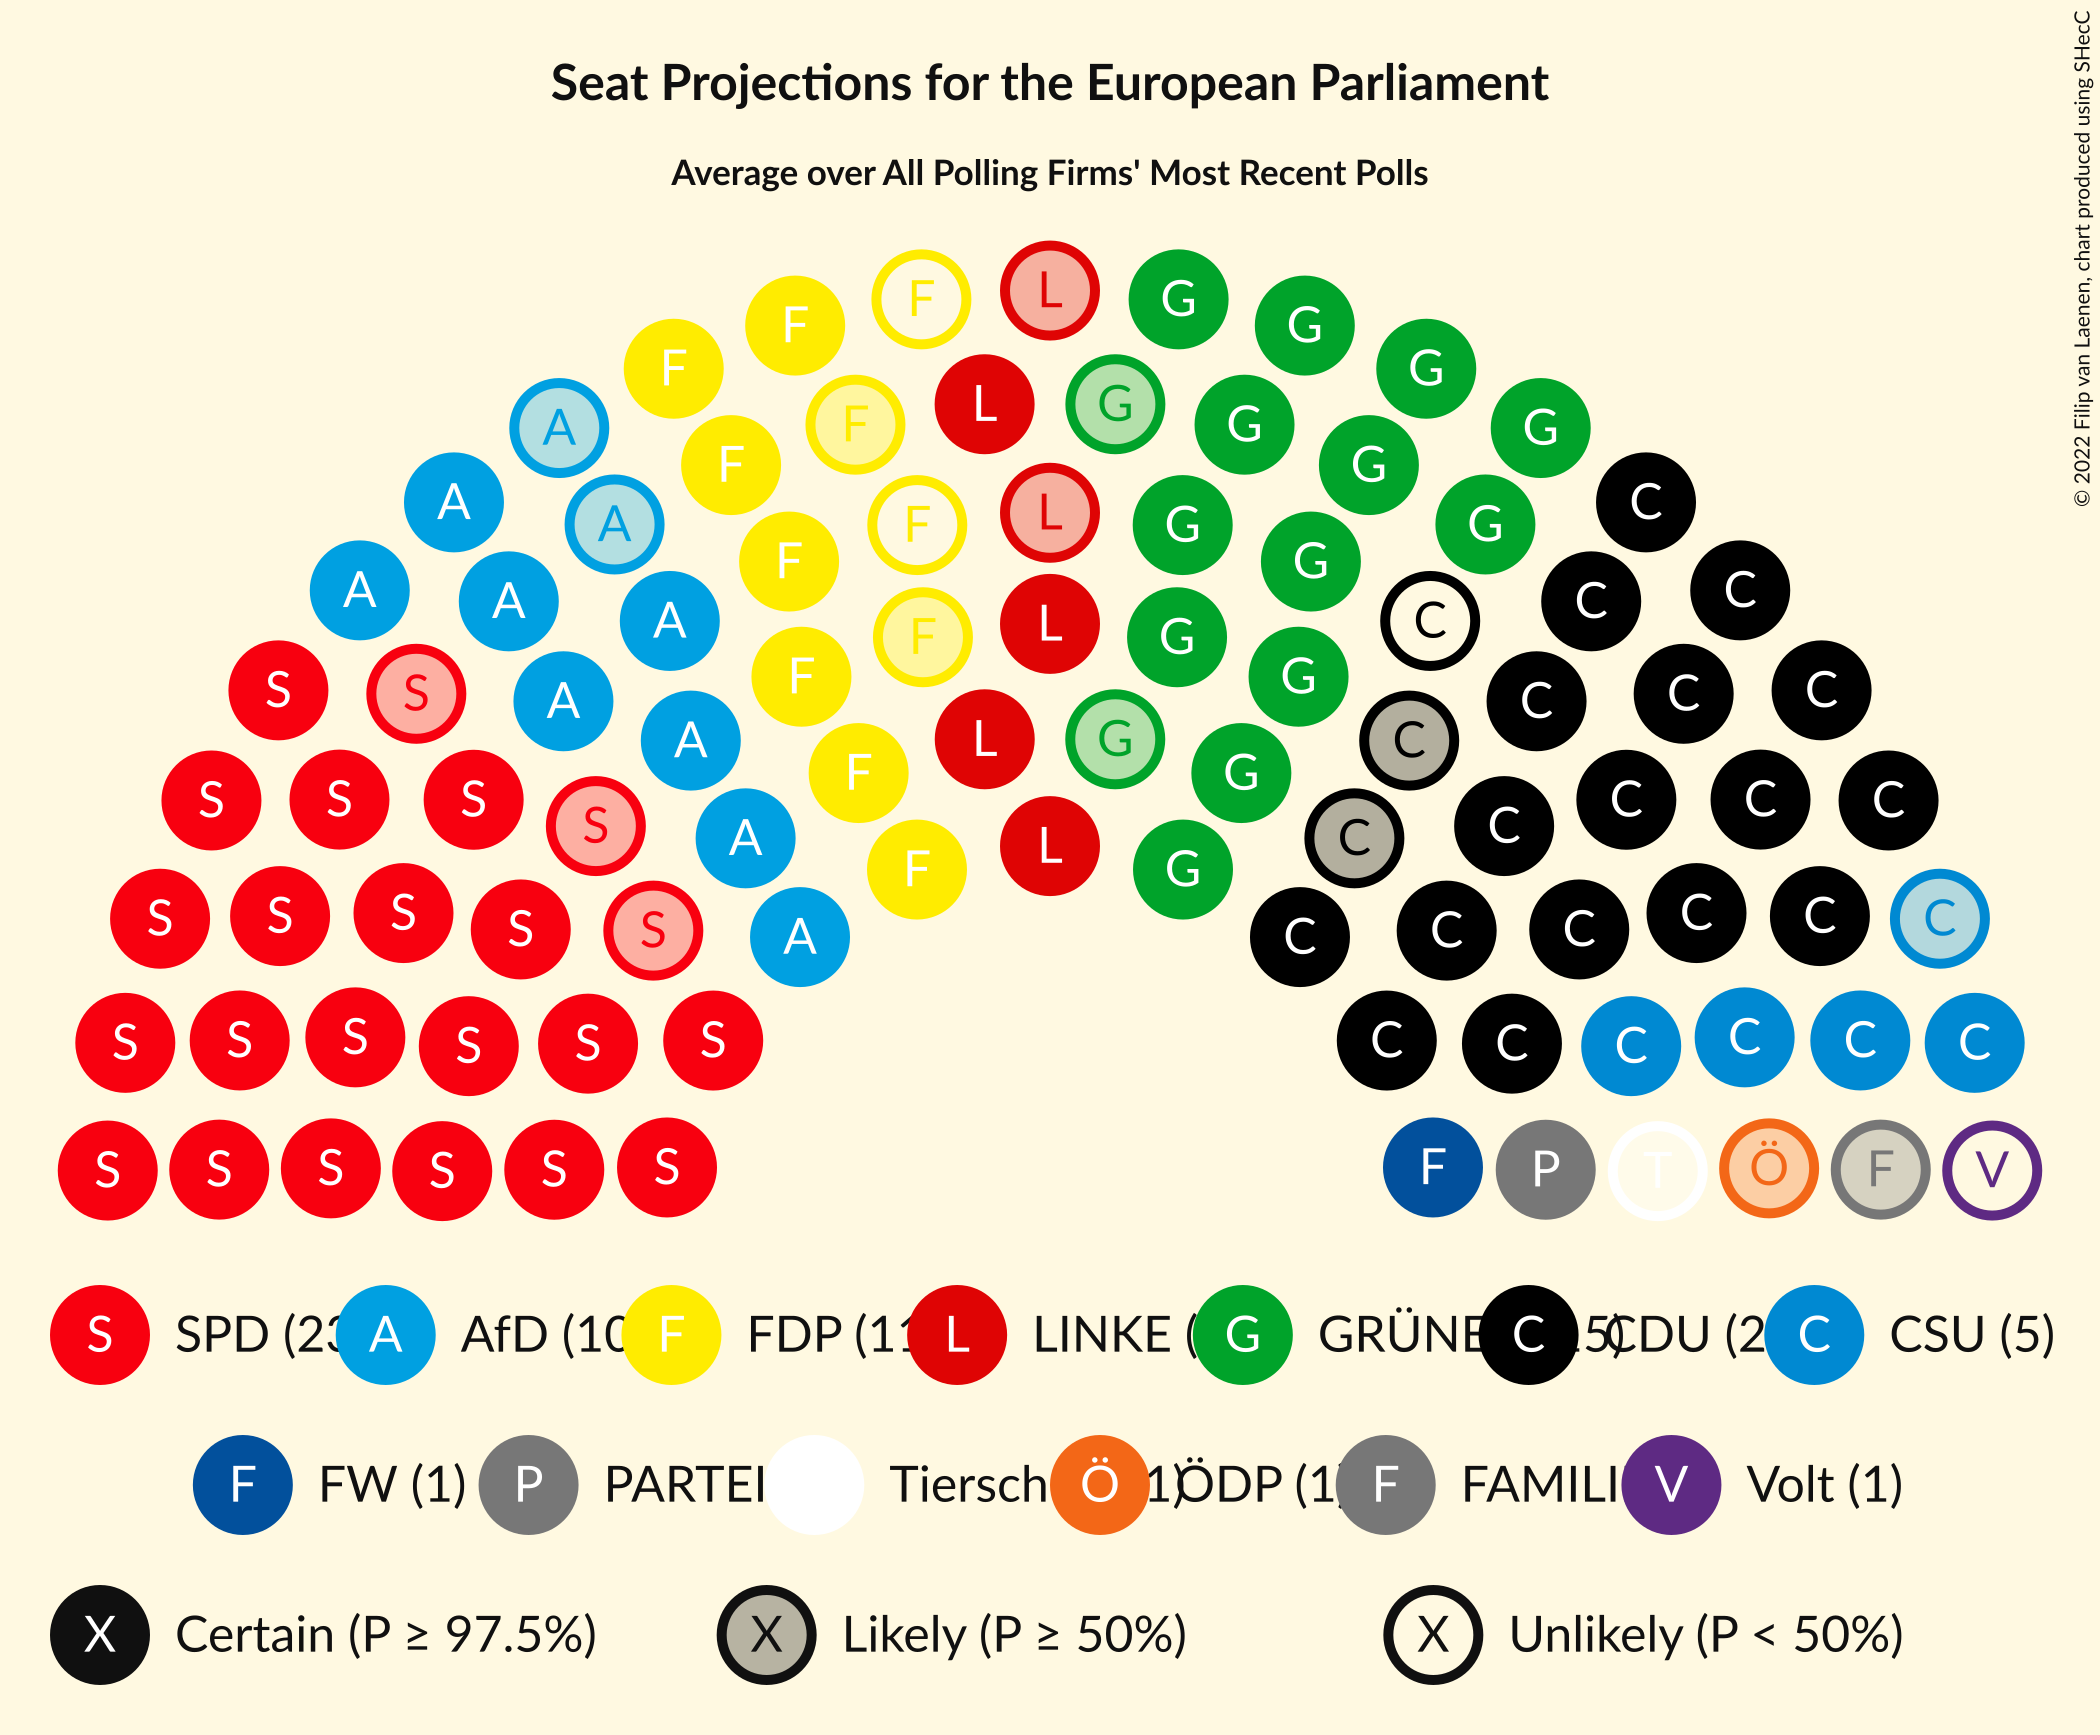 Seat Projections for the European Parliament
Average over All Polling Firms' Most Recent Polls
© 2022 Filip van Laenen, chart produced using SHecC
F L G G
F G
F F L G G
A F G G
A F G C
A F L G G
A A G C C
A A F F L G G C C C
S S A F G C C C C
A F L G G C
S S S S A F L G C C C C C
S S S S S A F G C C C C C C C
S S S S S S C C C C C C
S S S S S S F P T Ö F V
S SPD (23 A AfD (10 F FDP (11 L LINKE ( G GRÜNE C 5) CDU (2 C CSU (5)
F FW (1) P PARTEI Tiersch Ö 1) ÖDP (1 F FAMILI V Volt (1)
X Certain (P ≥ 97.5%) X Likely (P ≥ 50%) X Unlikely (P < 50%)